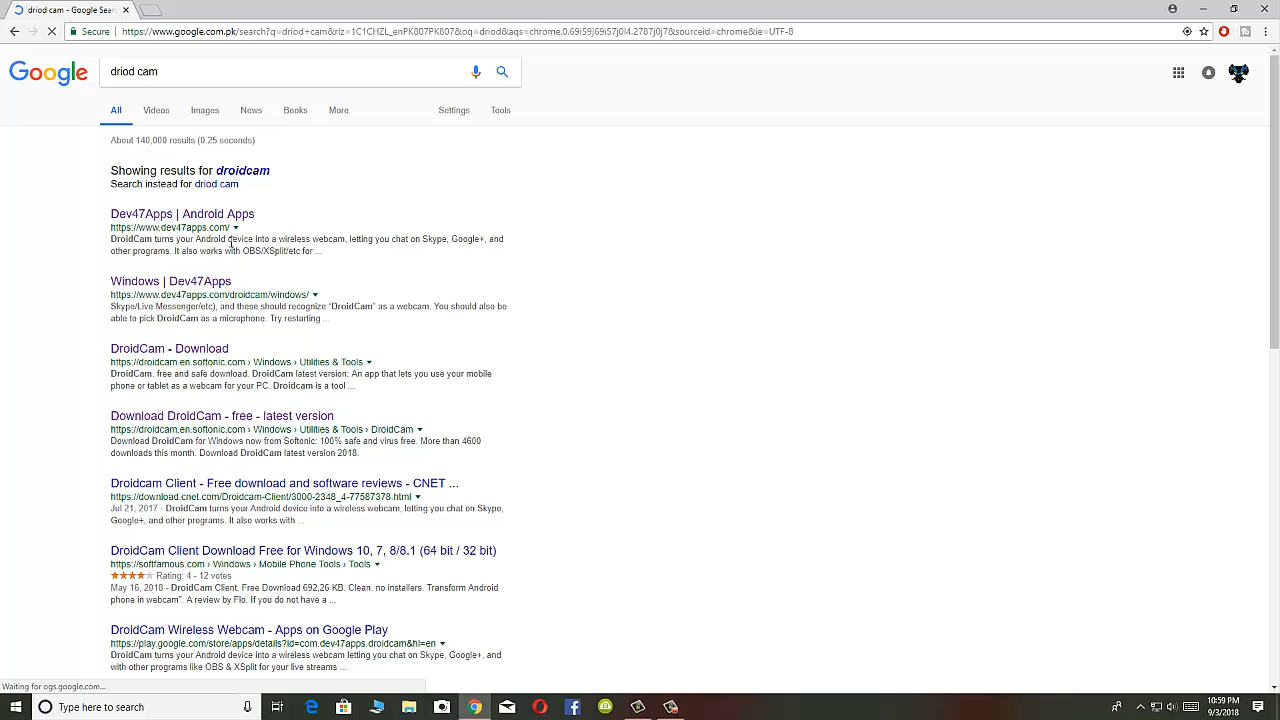 driod cam - Google Sear
Secure
https://www.google.com.pk/search?q=driod+cam&rlz=1C1CHZL_enPK807PK807&oq=driod&aqs=chrome.0.69i59j69i57j0l4.2787j0j7&sourceid=chrome&ie=UTF-8
Google
driod cam
All Videos Images News Books More Settings Tools
About 140,000 results (0.25 seconds)
Showing results for droidcam
Search instead for driod cam
Dev47Apps | Android Apps
https://www.dev47apps.com/
DroidCam turns your Android device into a wireless webcam, letting you chat on Skype, Google+, and
other programs. It also works with OBS/XSplit/etc for ...
Windows | Dev47Apps
https://www.dev47apps.com/droidcam/windows/
Skype/Live Messenger/etc), and these should recognize “DroidCam” as a webcam. You should also be
able to pick DroidCam as a microphone. Try restarting ...
DroidCam - Download
https://droidcam.en.softonic.com › Windows › Utilities & Tools
DroidCam, free and safe download. DroidCam latest version: An app that lets you use your mobile
phone or tablet as a webcam for your PC. Droidcam is a tool ...
Download DroidCam - free - latest version
https://droidcam.en.softonic.com › Windows › Utilities & Tools › DroidCam
Download DroidCam for Windows now from Softonic: 100% safe and virus free. More than 4600
downloads this month. Download DroidCam latest version 2018.
Droidcam Client - Free download and software reviews - CNET ...
https://download.cnet.com/Droidcam-Client/3000-2348_4-77587378.html
Jul 21, 2017 - DroidCam turns your Android device into a wireless webcam, letting you chat on Skype,
Google+, and other programs. It also works with ...
DroidCam Client Download Free for Windows 10, 7, 8/8.1 (64 bit / 32 bit)
https://softfamous.com › Windows › Mobile Phone Tools › Tools
Rating: 4 - 12 votes
May 16, 2018 - DroidCam Client. Free Download 692,26 KB. Clean. no installers. Transform Android
phone in webcam”. A review by Flo. If you do not have a ...
DroidCam Wireless Webcam - Apps on Google Play
https://play.google.com/store/apps/details?id=com.dev47apps.droidcam&hl=en
DroidCam turns your Android device into a wireless webcam letting you chat on Skype, Google+, and
with other programs like OBS & XSplit for your live streams ...
Waiting for ogs.google.com...
Type here to search
10:59 PM
9/3/2018